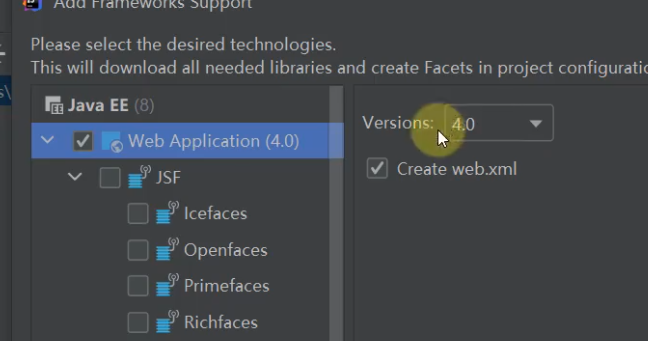 Add Frameworks Support
Please select the desired technologies.
This will download all needed libraries and create Facets in project
Java EE (8)
Web Application (4.0)
Versions: 4.0
Create web.xml
JSF
Icefaces
Openfaces
Primefaces
Richfaces